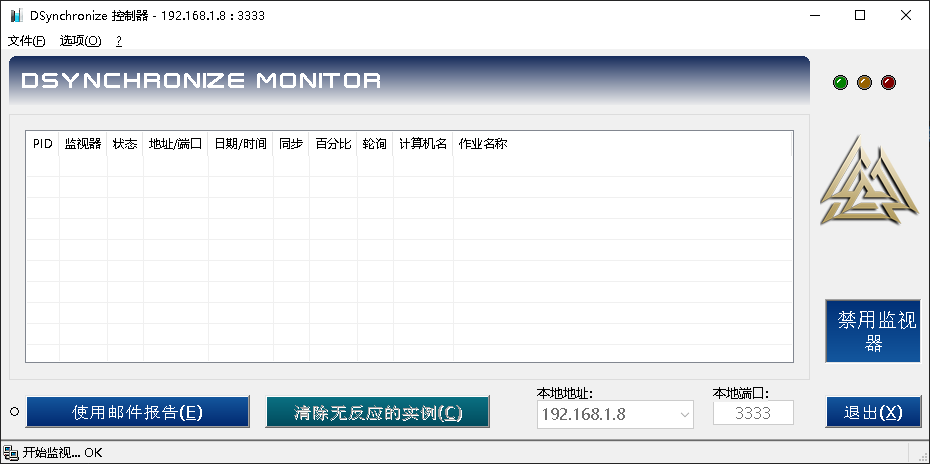 DSynchronize 控制器 - 192.168.1.8 : 3333
文件(F) 选项(O) ?
DSYNCHRONIZE MONITOR
PID 监视器 状态 地址/端口 日期/时间 同步 百分比 轮询 计算机名 作业名称
禁用监视
器
本地地址: 本地端口:
使用邮件报告(E) 清除无反应的实例(C) 192.168.1.8 3333 退出(X)
开始监视... OK